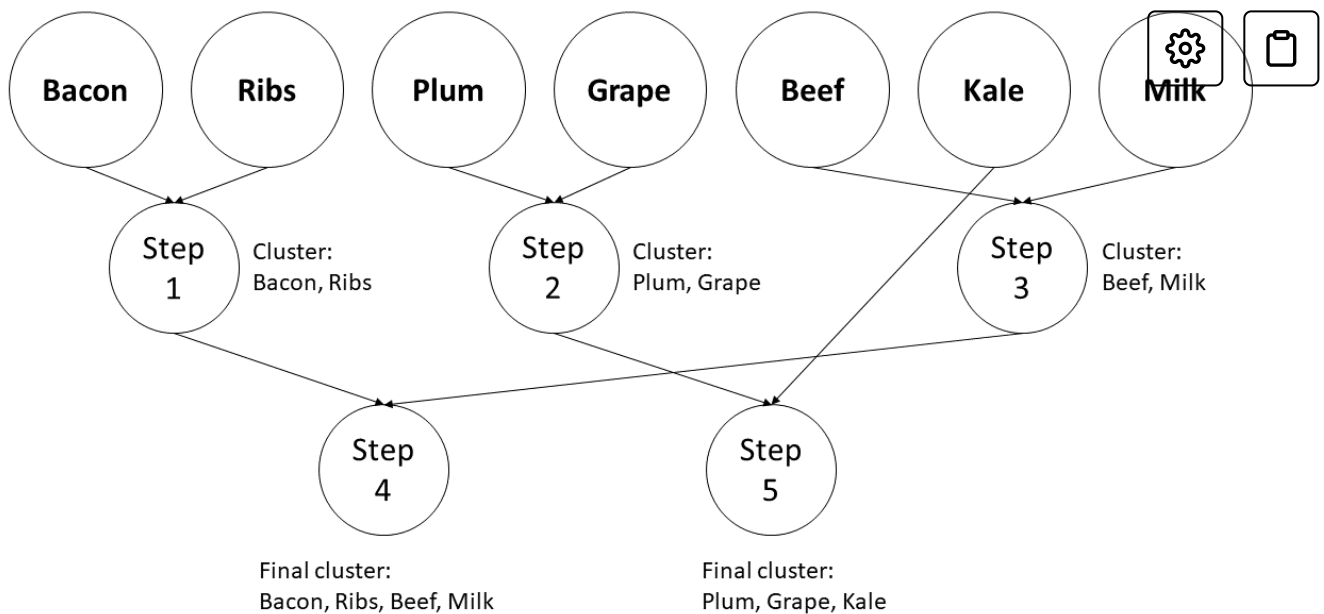 Bacon
Ribs
Plum
Grape
Beef
Kale
Milk
Step
1
Cluster:
Bacon, Ribs
Step
2
Cluster:
Plum, Grape
Step
3
Cluster:
Beef, Milk
Step
4
Step
5
Final cluster:
Bacon, Ribs, Beef, Milk
Final cluster:
Plum, Grape, Kale